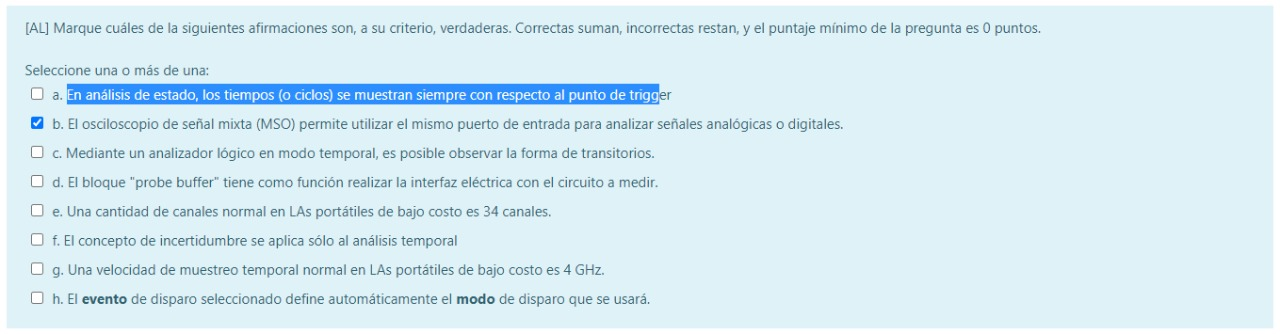 [AL] Marque cuáles de la siguientes afirmaciones son, a su criterio, verdaderas. Correctas suman, incorrectas restan, y el puntaje mínimo de la pregunta es 0 puntos.
Seleccione una o más de una:
a. En análisis de estado, los tiempos (o ciclos) se muestran siempre con respecto al punto de trigger
b. El osciloscopio de señal mixta (MSO) permite utilizar el mismo puerto de entrada para analizar señales analógicas o digitales.
c. Mediante un analizador lógico en modo temporal, es posible observar la forma de transitorios.
d. El bloque "probe buffer" tiene como función realizar la interfaz eléctrica con el circuito a medir.
e. Una cantidad de canales normal en LAs portátiles de bajo costo es 34 canales.
f. El concepto de incertidumbre se aplica sólo al análisis temporal
g. Una velocidad de muestreo temporal normal en LAs portátiles de bajo costo es 4 GHz.
h. El evento de disparo seleccionado define automáticamente el modo de disparo que se usará.